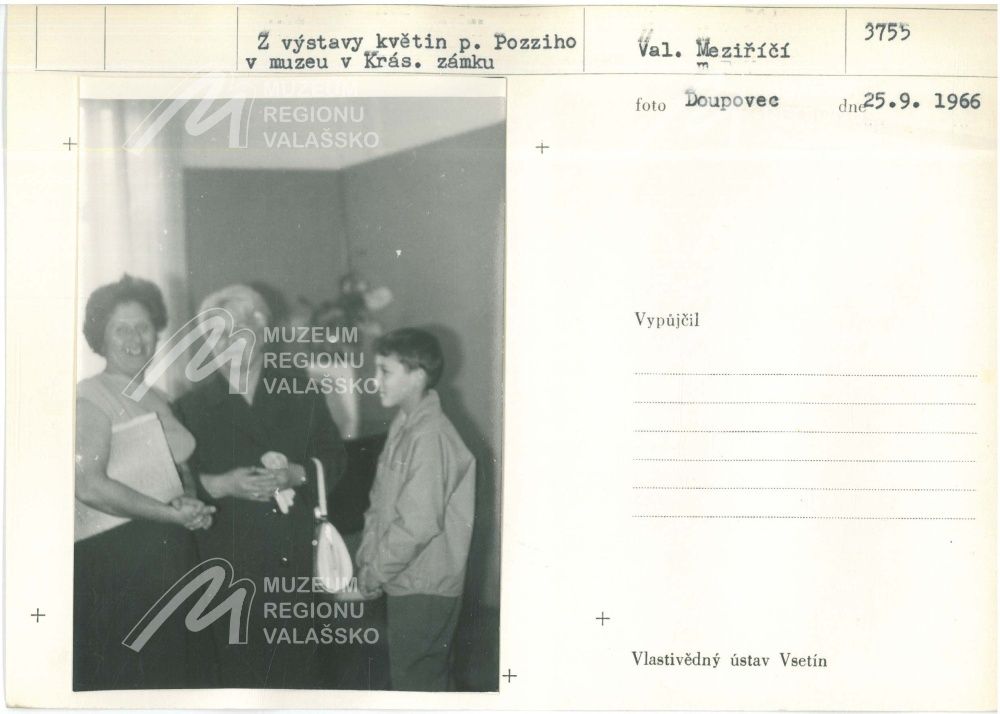 Z výstavy květin p. Pozziho
v muzeu v Krás. zámku
Val. Meziříčí
3755
foto Doupovec dne 25.9. 1966
MUZEUM
REGIONU
VALAŠSKO
MUZEUM
REGIONU
VALAŠSKO
MUZEUM
REGIONU
VALAŠSKO
Vypůjčil
Vlastivědný ústav Vsetín